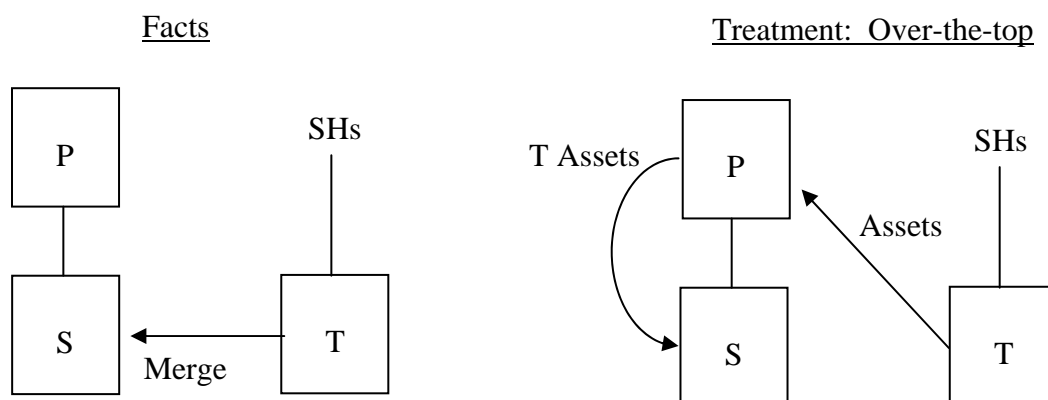 Facts
P
SHs
S
Merge
T
Treatment: Over-the-top
T Assets
P
SHs
Assets
S
T